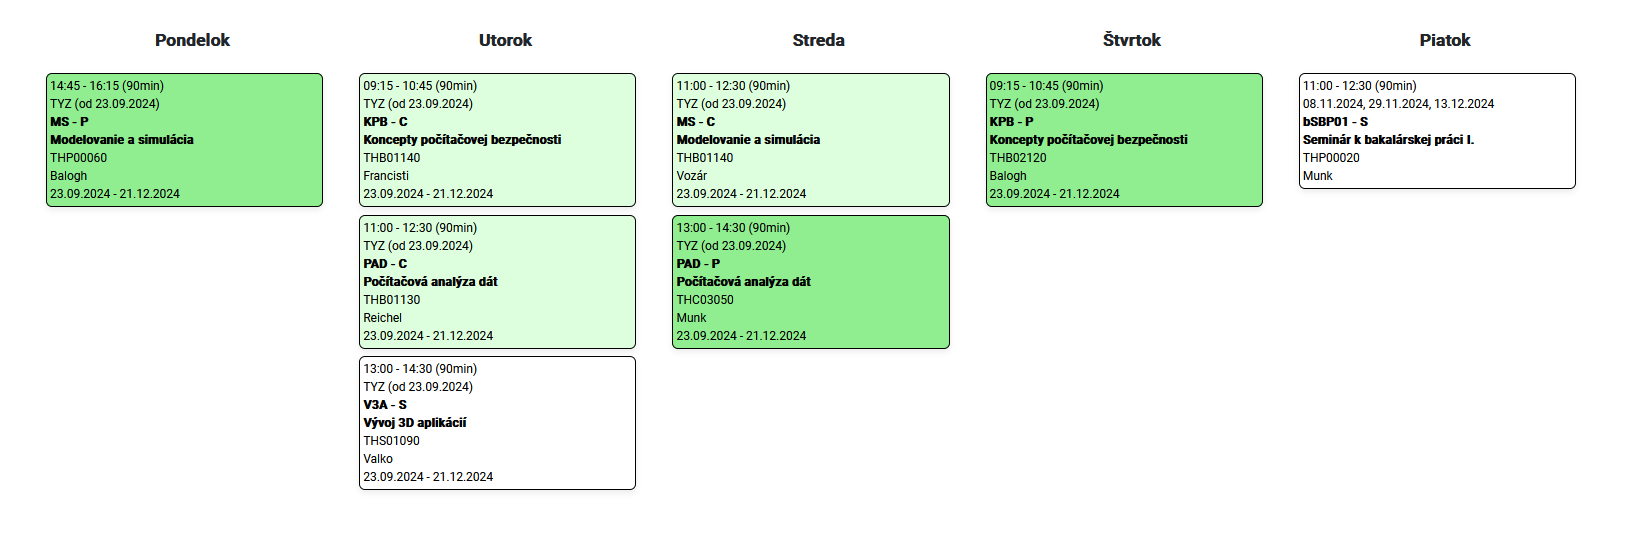 Pondelok
14:45 - 16:15 (90min)
TYZ (od 23.09.2024)
MS - P
Modelovanie a simulácia
THP00060
Balogh
23.09.2024 - 21.12.2024
Utorok
09:15 - 10:45 (90min)
TYZ (od 23.09.2024)
KPB - C
Koncepty počítačovej bezpečnosti
THB01140
Francisti
23.09.2024 - 21.12.2024
11:00 - 12:30 (90min)
TYZ (od 23.09.2024)
PAD - C
Počítačová analýza dát
THB01130
Reichel
23.09.2024 - 21.12.2024
13:00 - 14:30 (90min)
TYZ (od 23.09.2024)
V3A - S
Vývoj 3D aplikácií
THS01090
Valko
23.09.2024 - 21.12.2024
Streda
11:00 - 12:30 (90min)
TYZ (od 23.09.2024)
MS - C
Modelovanie a simulácia
THB01140
Vozár
23.09.2024 - 21.12.2024
13:00 - 14:30 (90min)
TYZ (od 23.09.2024)
PAD - P
Počítačová analýza dát
THC03050
Munk
23.09.2024 - 21.12.2024
Štvrtok
09:15 - 10:45 (90min)
TYZ (od 23.09.2024)
KPB - P
Koncepty počítačovej bezpečnosti
THB02120
Balogh
23.09.2024 - 21.12.2024
Piatok
11:00 - 12:30 (90min)
08.11.2024, 29.11.2024, 13.12.2024
bSBP01 - S
Seminár k bakalárskej práci I.
THP00020
Munk